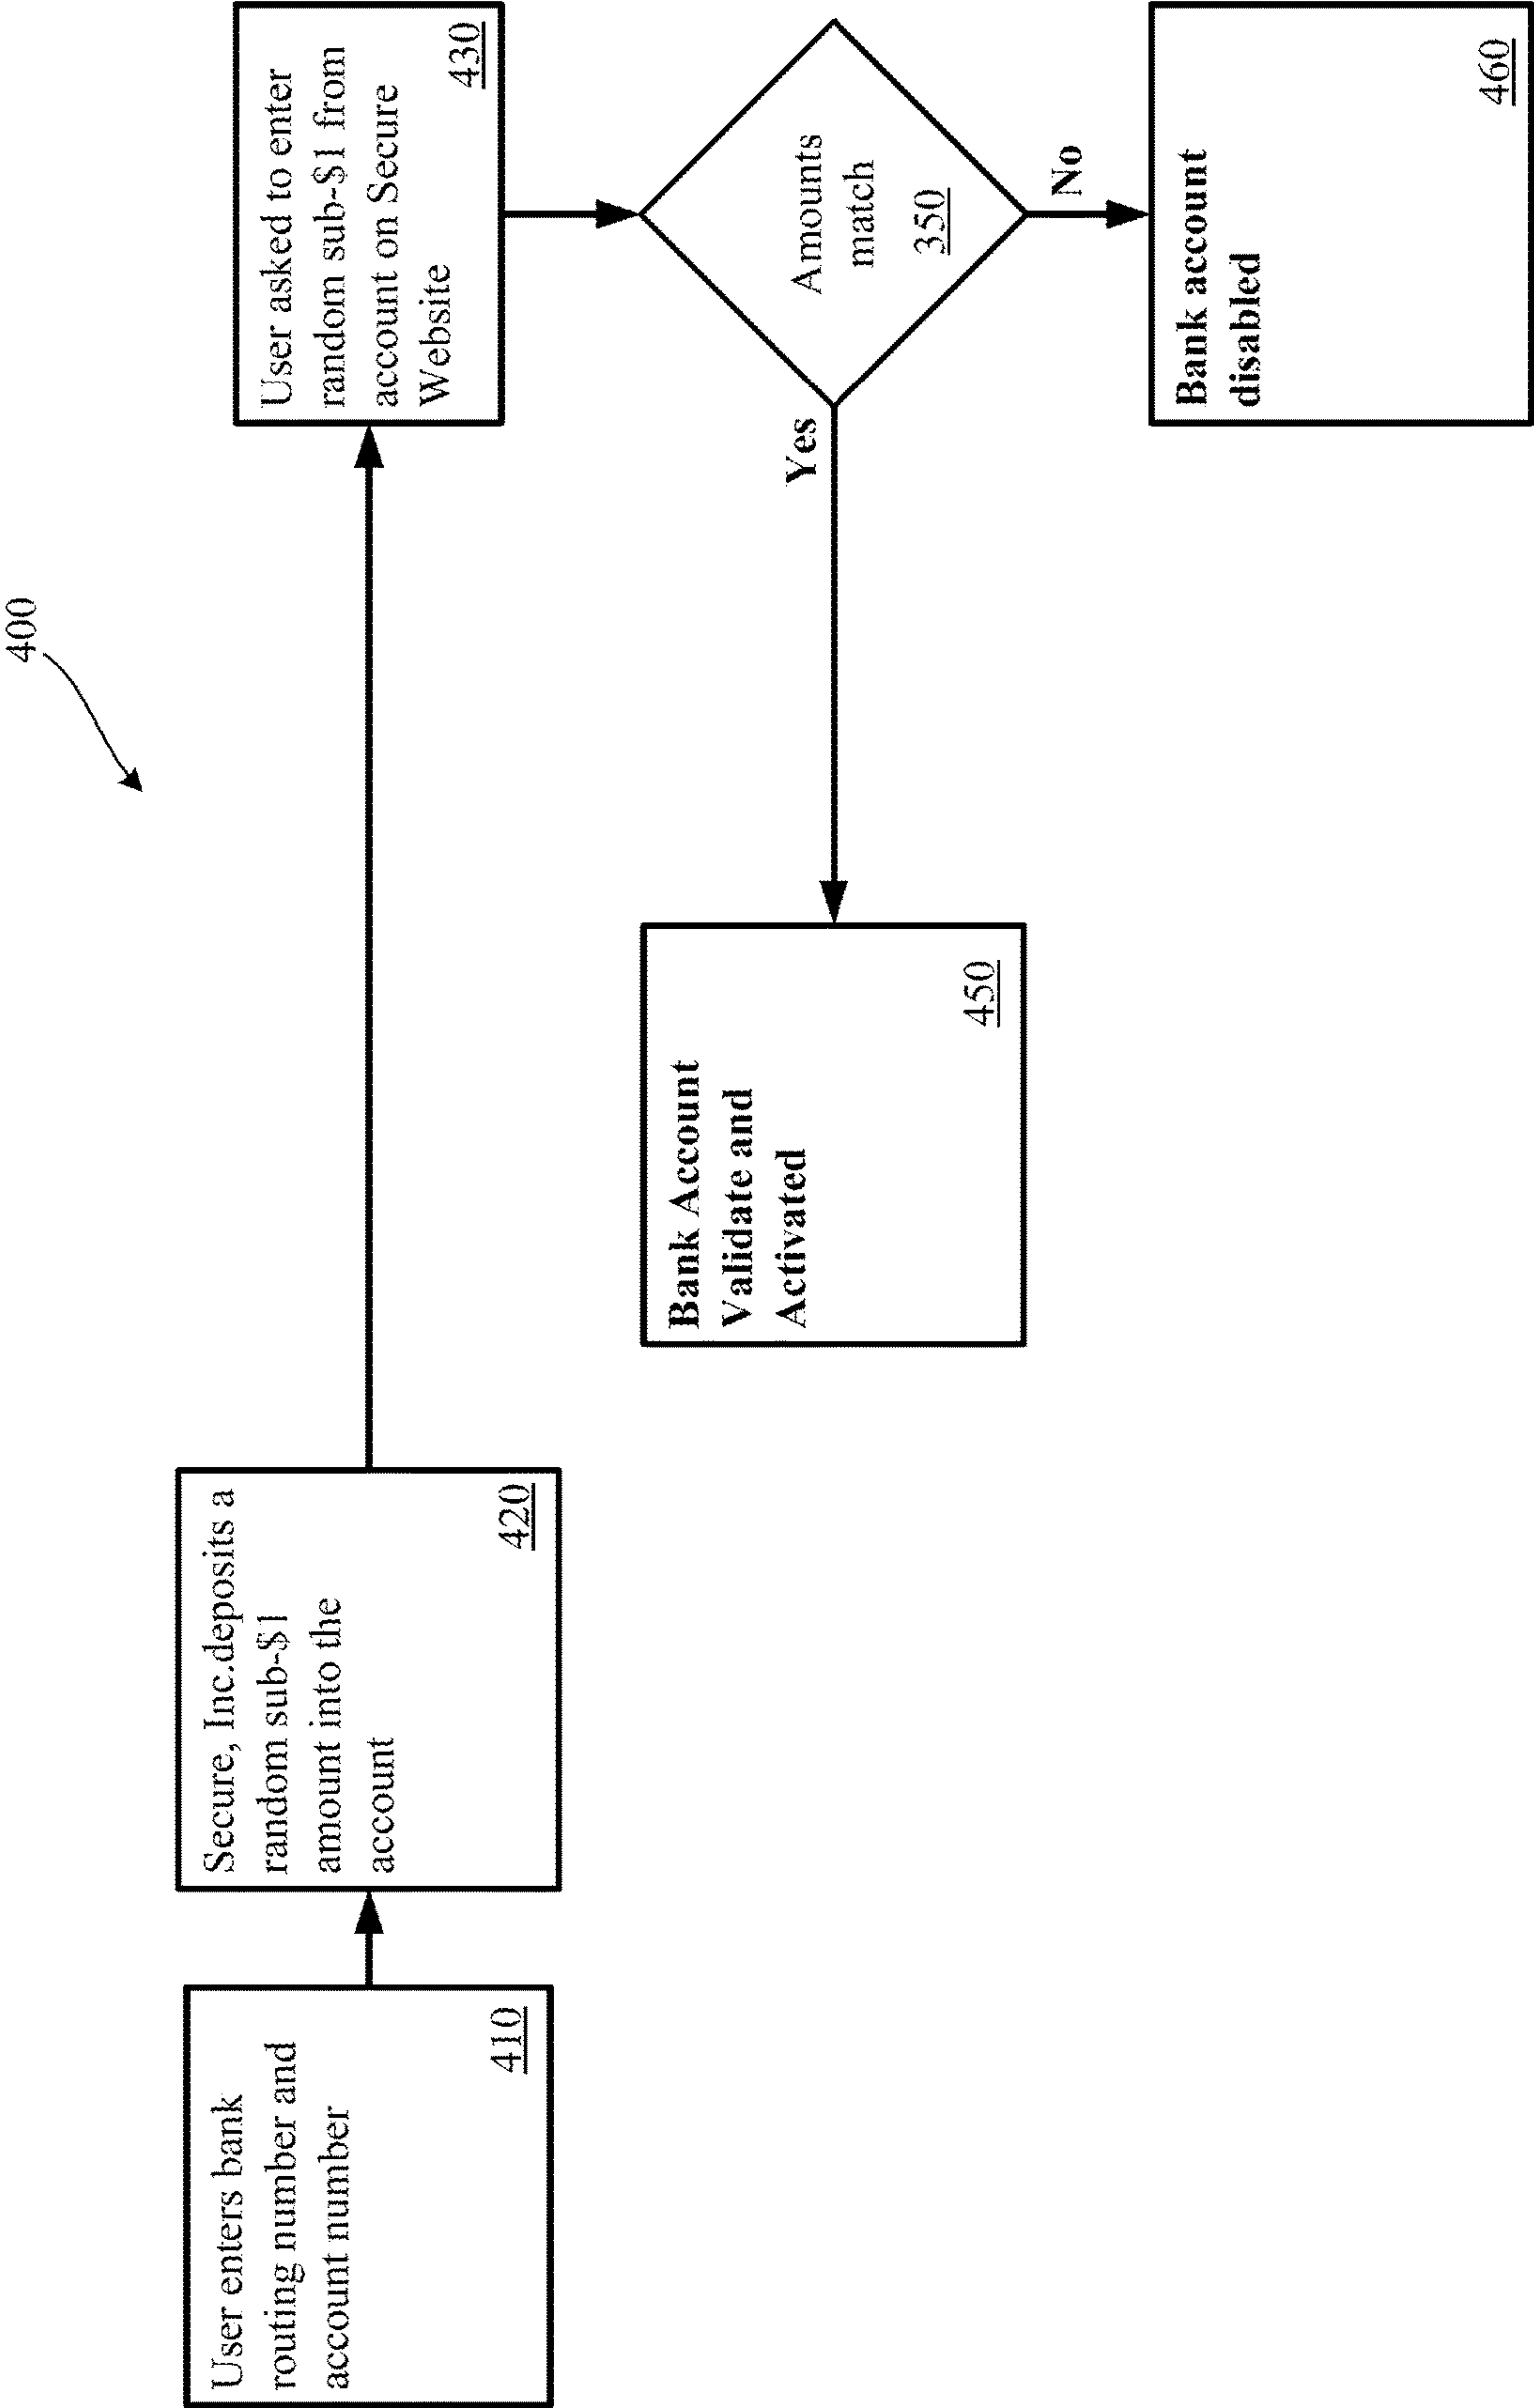 400
User enters bank
routing number and
account number
410
Secure, Inc.deposits a
random sub-$1
amount into the
account
420
User asked to enter
random sub-$1 from
account on Secure
Website
430
Amounts
match
350
Yes
No
Bank Account
Validate and
Activated
450
Bank account
disabled
460